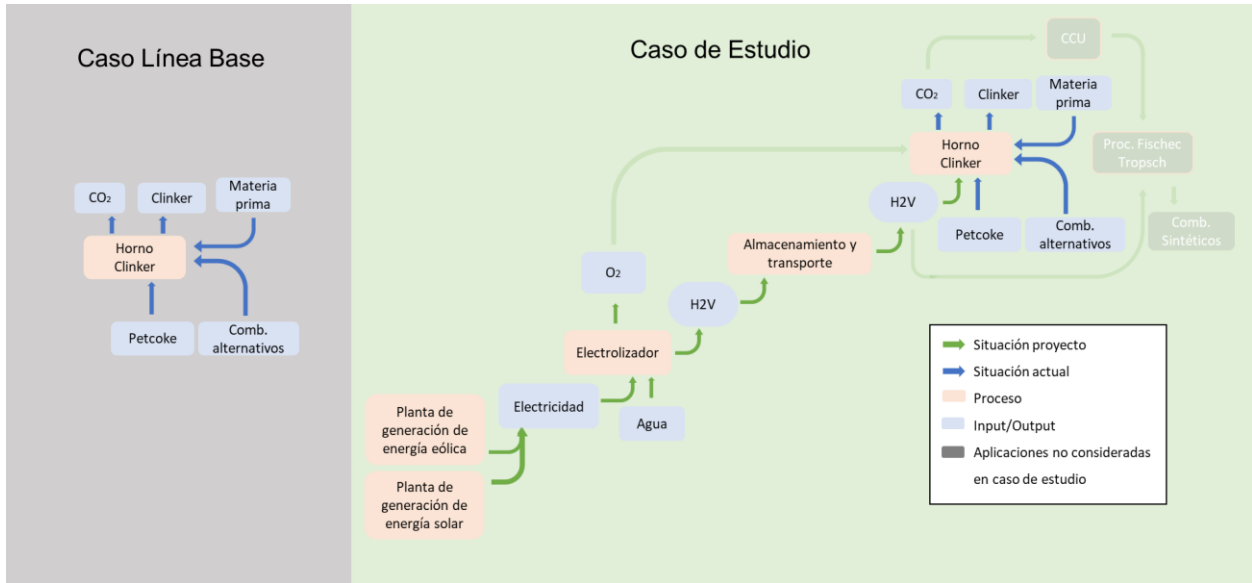 Caso Línea Base
CO₂
Clinker
Materia
prima
Horno
Clinker
Petcoke
Comb.
alternativos
Caso de Estudio
CCU
CO₂
Clinker
Materia
prima
Horno
Clinker
Proc. Fischec
Tropsch
H2V
Petcoke
Comb.
alternativos
Comb.
Sintéticos
Almacenamiento y
transporte
O₂
H2V
Electrolizador
Electricidad
Agua
Planta de
generación de
energía eólica
Planta de
generación de
energía solar
Situación proyecto
Situación actual
Proceso
Input/Output
Aplicaciones no consideradas
en caso de estudio